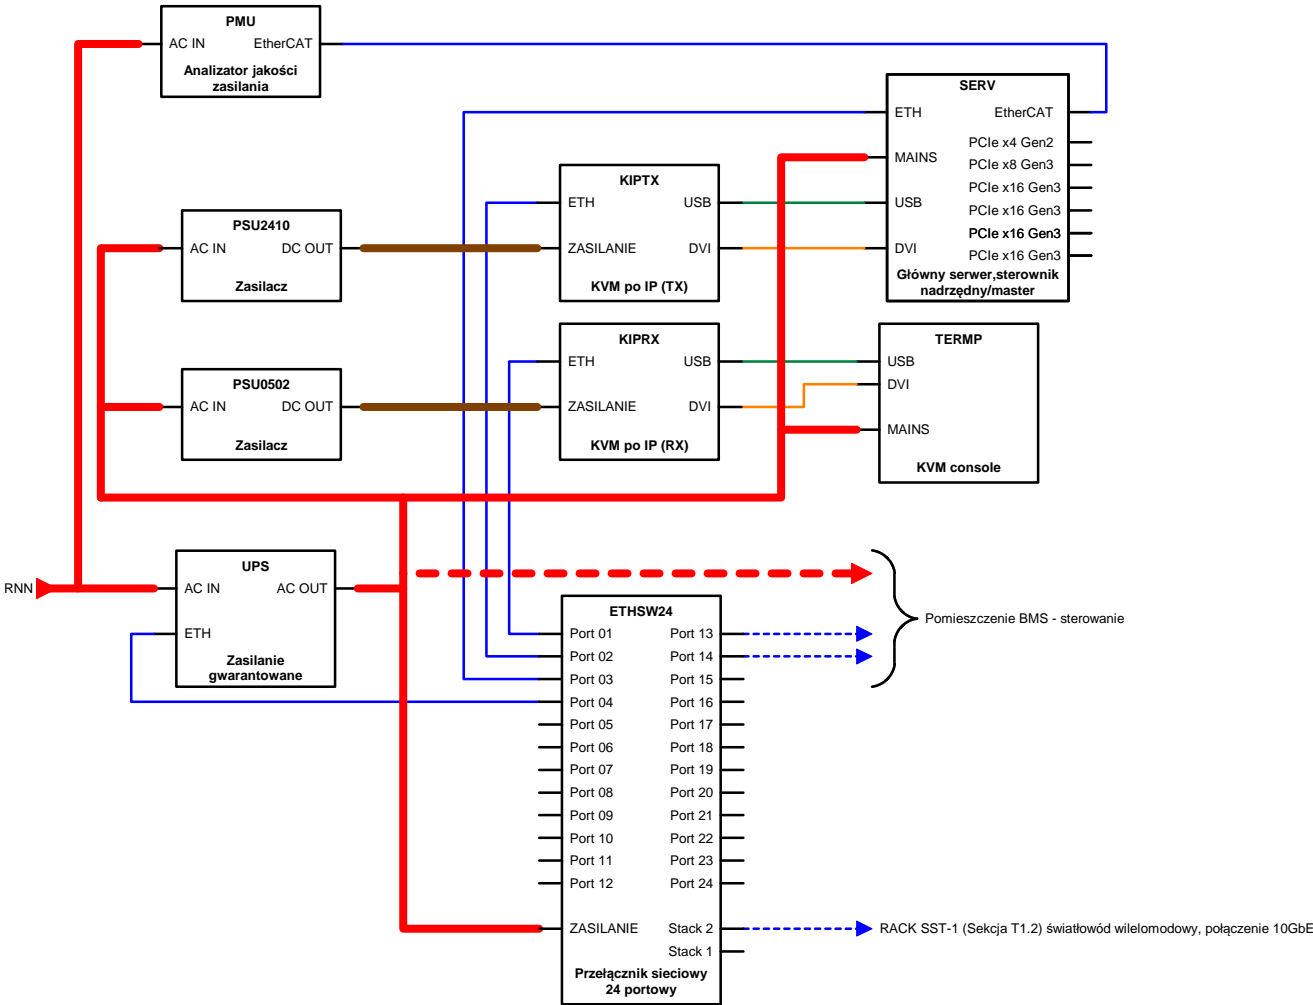 PMU
AC IN
EtherCAT
Analizator jakości
zasilania
SERV
ETH
EtherCAT
MAINS
PCIe x4 Gen2
PCIe x8 Gen3
PCIe x16 Gen3
USB
PCIe x16 Gen3
PCIe x16 Gen3
DVI
PCIe x16 Gen3
Główny serwer,sterownik
nadrzędny/master
KIPTX
ETH
USB
ZASILANIE
DVI
KVM po IP (TX)
PSU2410
AC IN
DC OUT
Zasilacz
KIPRX
ETH
USB
ZASILANIE
DVI
KVM po IP (RX)
TERMP
USB
DVI
MAINS
KVM console
PSU0502
AC IN
DC OUT
Zasilacz
RNN
UPS
AC IN
AC OUT
ETH
Zasilanie
gwarantowane
Pomieszczenie BMS - sterowanie
ETHSW24
Port 01
Port 13
Port 02
Port 14
Port 03
Port 15
Port 04
Port 16
Port 05
Port 17
Port 06
Port 18
Port 07
Port 19
Port 08
Port 20
Port 09
Port 21
Port 10
Port 22
Port 11
Port 23
Port 12
Port 24
ZASILANIE
Stack 2
Stack 1
Przełącznik sieciowy
24 portowy
RACK SST-1 (Sekcja T1.2) światłowód wilelomodowy, połączenie 10GbE